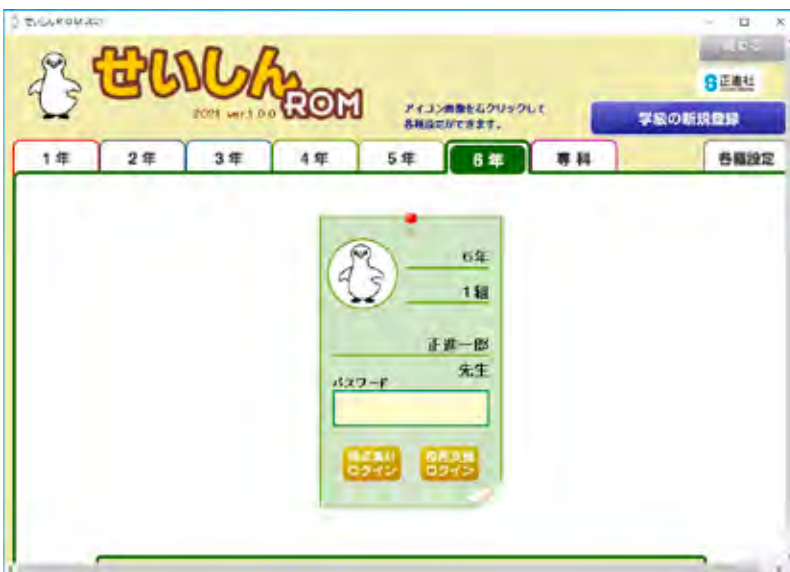 せいしんROM 2021
閉じる
せいしんROM
2021 ver.1.0.0
正進社
アイコン画像を右クリックして
各種設定ができます。
学級の新規登録
1年 2年 3年 4年 5年 6年 専科 各種設定
6年
1組
正進一郎
先生
パスワード
ログイン
ログイン